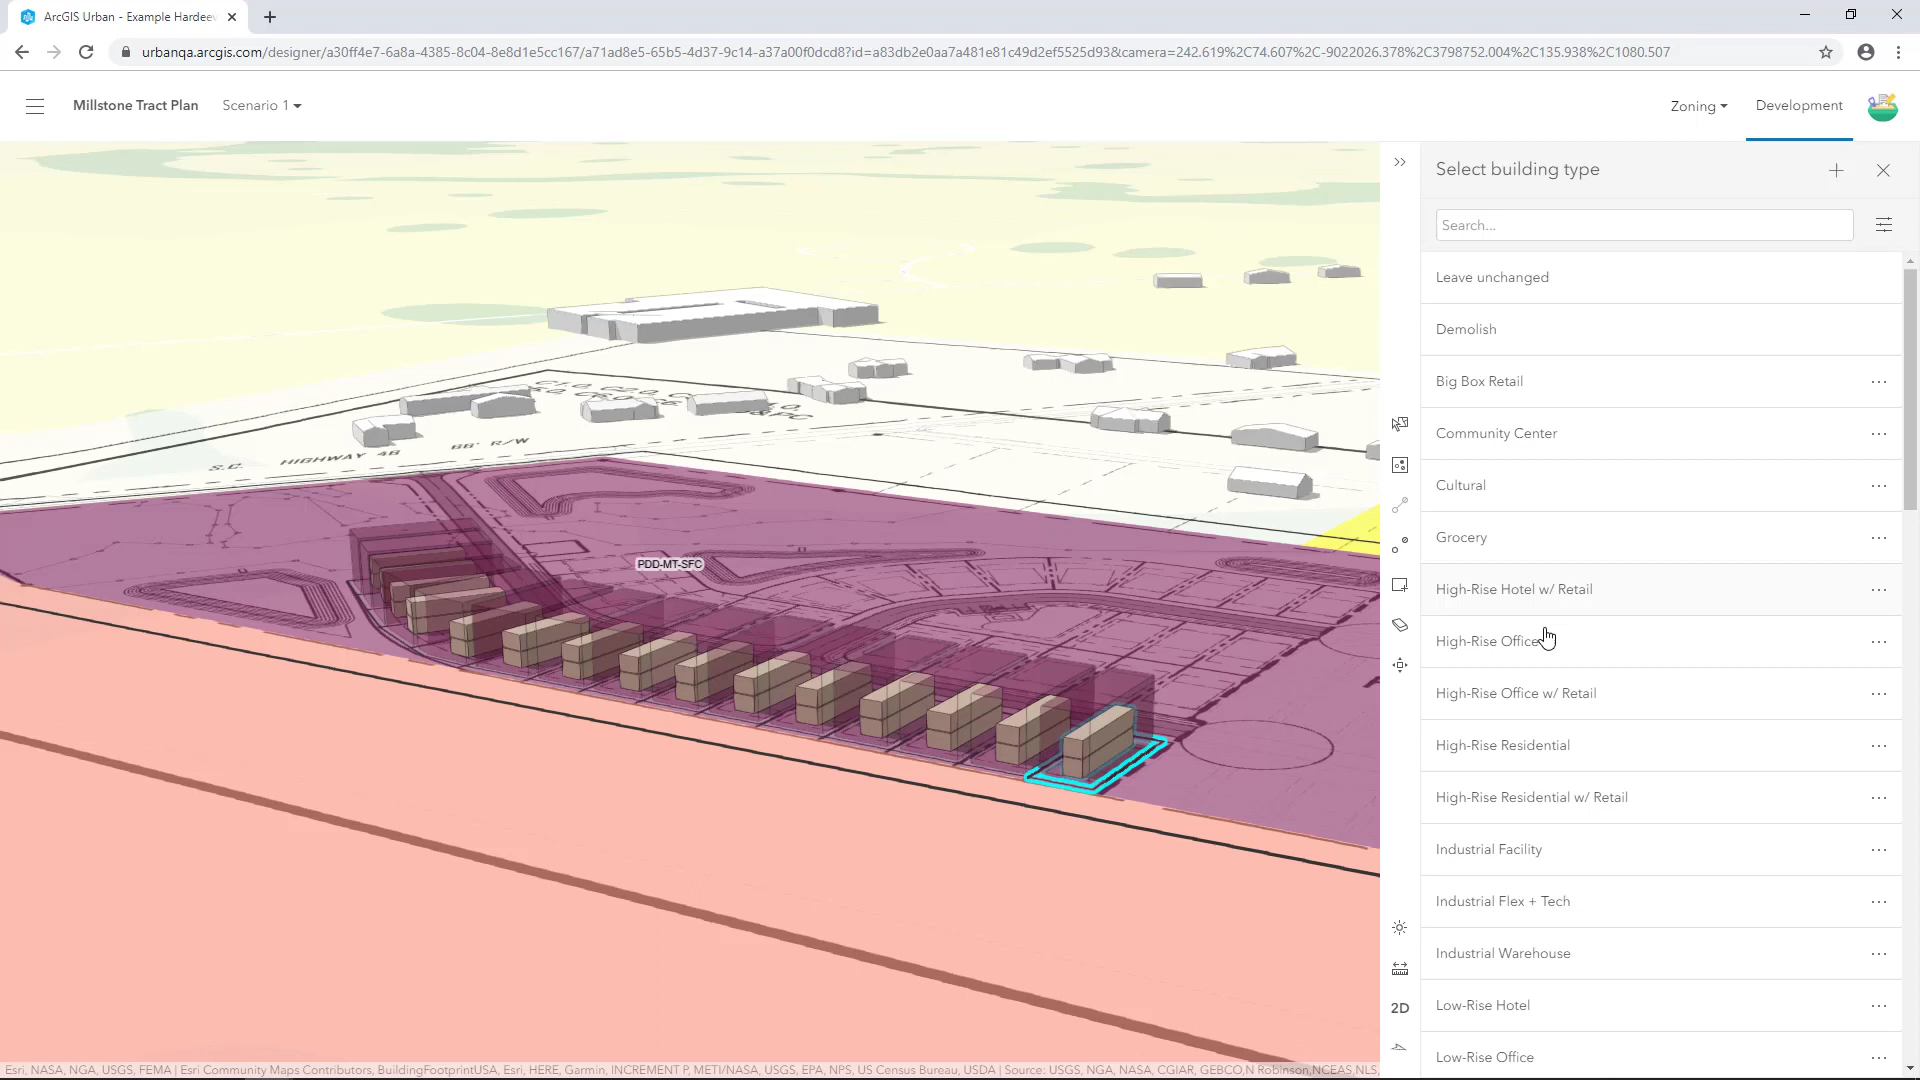 ArcGIS Urban - Example Hardeev
urbanqa.arcgis.com/designer/a30ff4e7-6a8a-4385-8c04-8e8d1e5cc167/a71ad8e5-65b5-4d37-9c14-a37a00f0dcd8?id=a83db2e0aa7a481e81c49d2ef5525d93&camera=242.619%2C74.607%2C-9022026.378%2C3798752.004%2C135.938%2C1080.507
Millstone Tract Plan
Scenario 1
Zoning
Development
Select building type
Search...
Leave unchanged
Demolish
Big Box Retail
Community Center
Cultural
Grocery
High-Rise Hotel w/ Retail
High-Rise Office
High-Rise Office w/ Retail
High-Rise Residential
High-Rise Residential w/ Retail
Industrial Facility
Industrial Flex + Tech
Industrial Warehouse
Low-Rise Hotel
Low-Rise Office
2D
S.C. HIGHWAY 46 66' R/W
PDD-MT-SFC
Esri, NASA, NGA, USGS, FEMA | Esri Community Maps Contributors, BuildingFootprintUSA, Esri, HERE, Garmin, INCREMENT P, METI/NASA, USGS, EPA, NPS, US Census Bureau, USDA | Source: USGS, NGA, NASA, CGIAR, GEBCO,N Robinson,NCEAS,NLS,